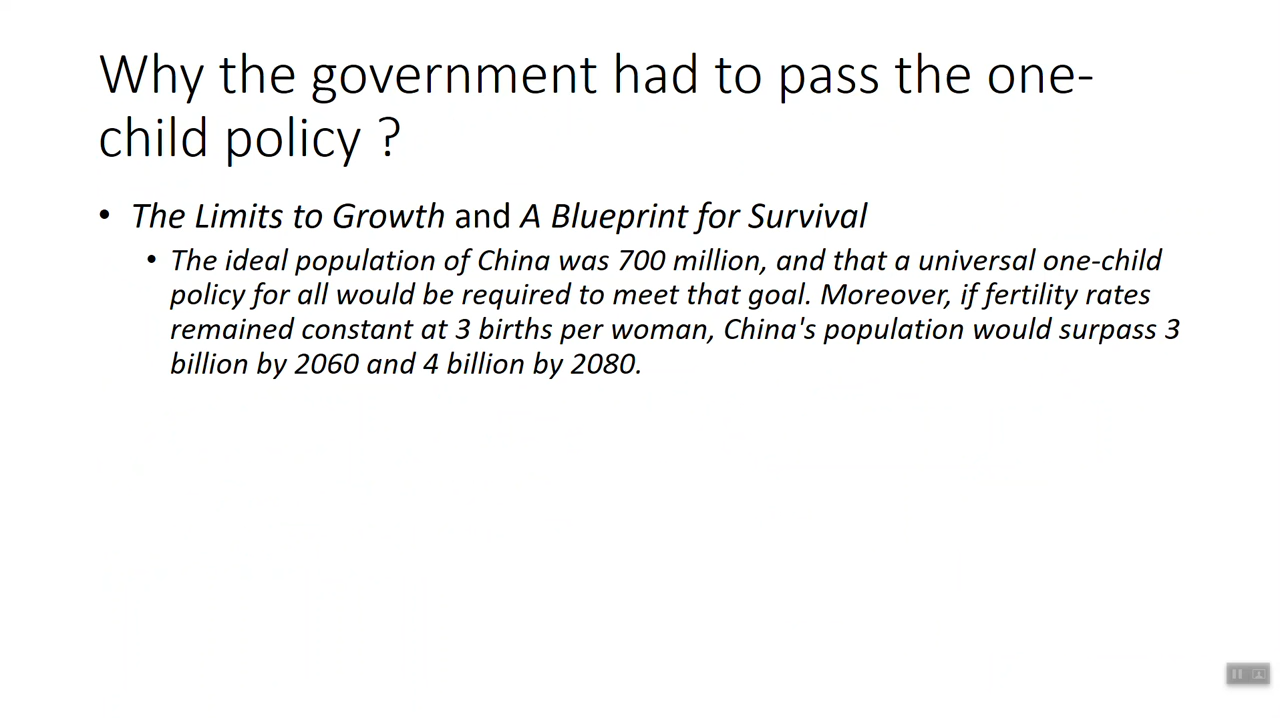 Why the government had to pass the one-
child policy ?
• The Limits to Growth and A Blueprint for Survival
• The ideal population of China was 700 million, and that a universal one-child
policy for all would be required to meet that goal. Moreover, if fertility rates
remained constant at 3 births per woman, China's population would surpass 3
billion by 2060 and 4 billion by 2080.